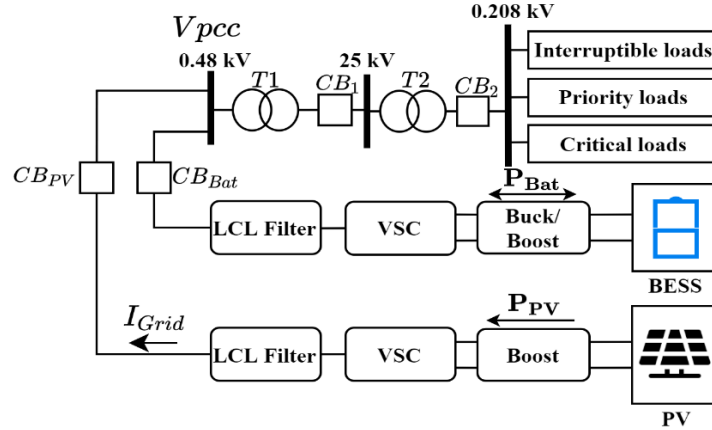 Vpcc
0.48 kV
T1
CB1
25 kV
T2
CB2
0.208 kV
Interruptible loads
Priority loads
Critical loads
CBPV
CBBat
LCL Filter
VSC
PBat
Buck/
Boost
BESS
IGrid
LCL Filter
VSC
PPV
Boost
PV